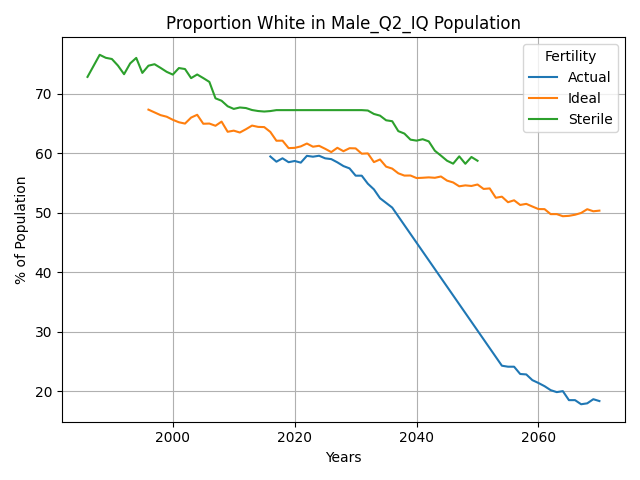 Proportion White in Male_Q2_IQ Population
Fertility
Actual
Ideal
Sterile
% of Population
70
60
50
40
30
20
2000
2020
2040
2060
Years